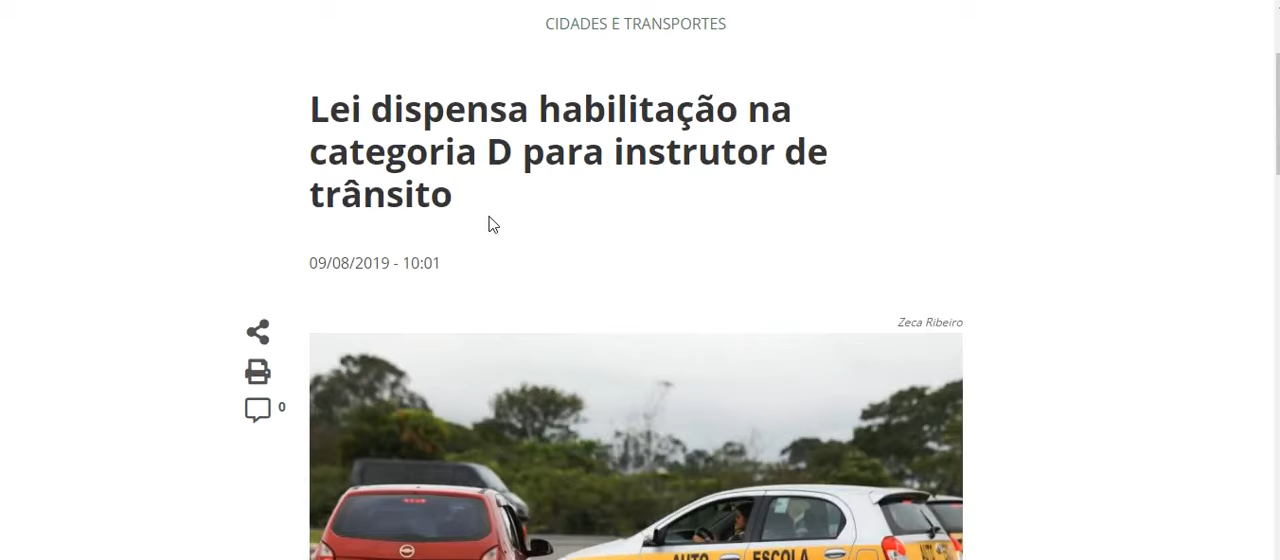 CIDADES E TRANSPORTES
Lei dispensa habilitação na
categoria D para instrutor de
trânsito
09/08/2019 - 10:01
Zeca Ribeiro
0
AUTO ESCOLA